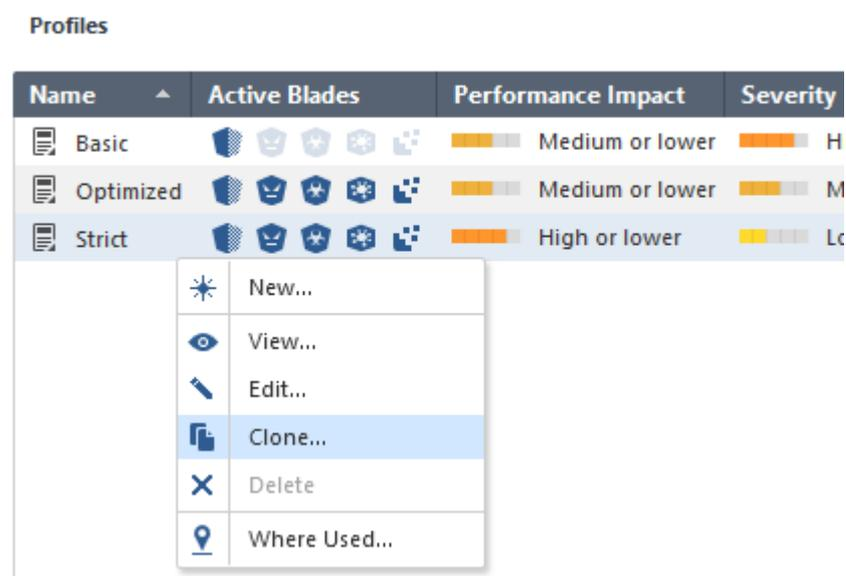 Profiles
Name Active Blades Performance Impact Severity
Basic Medium or lower H
Optimized Medium or lower M
Strict High or lower Lo
New...
View...
Edit...
Clone...
Delete
Where Used...